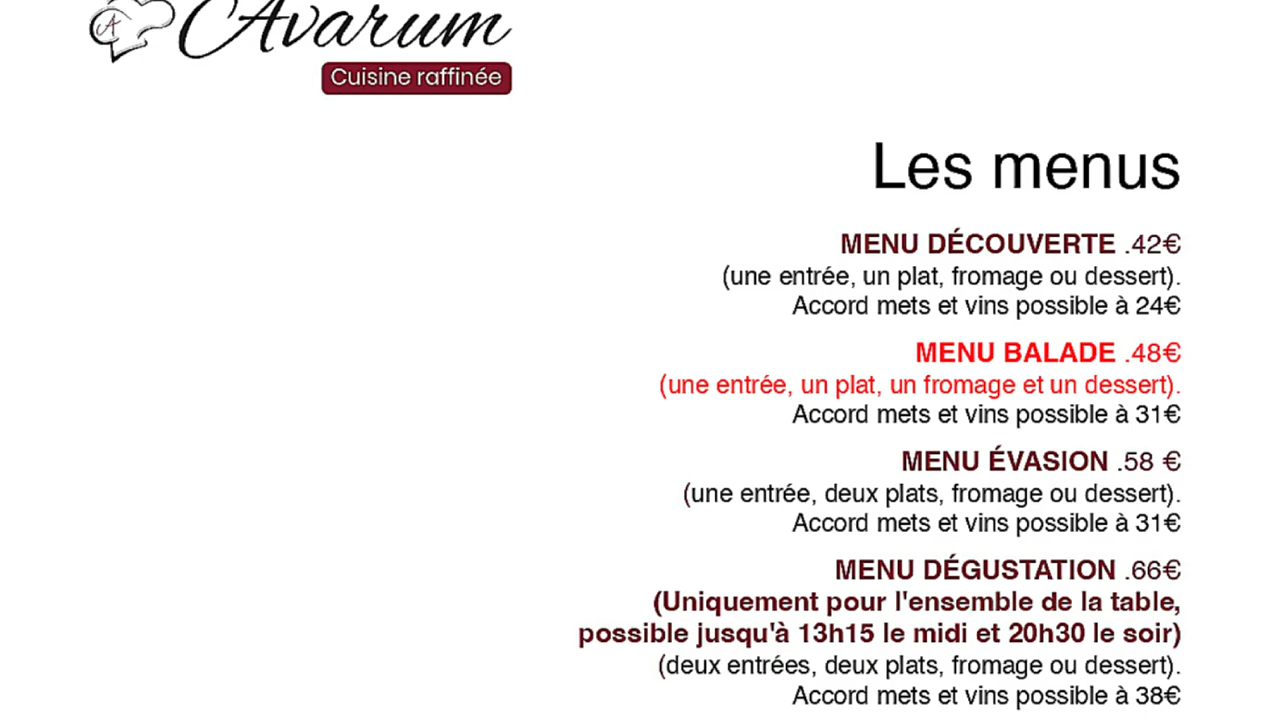 Avarum
Cuisine raffinée
Les menus
MENU DÉCOUVERTE .42€
(une entrée, un plat, fromage ou dessert).
Accord mets et vins possible à 24€
MENU BALADE .48€
(une entrée, un plat, un fromage et un dessert).
Accord mets et vins possible à 31€
MENU ÉVASION .58 €
(une entrée, deux plats, fromage ou dessert).
Accord mets et vins possible à 31€
MENU DÉGUSTATION .66€
(Uniquement pour l'ensemble de la table,
possible jusqu'à 13h15 le midi et 20h30 le soir)
(deux entrées, deux plats, fromage ou dessert).
Accord mets et vins possible à 38€